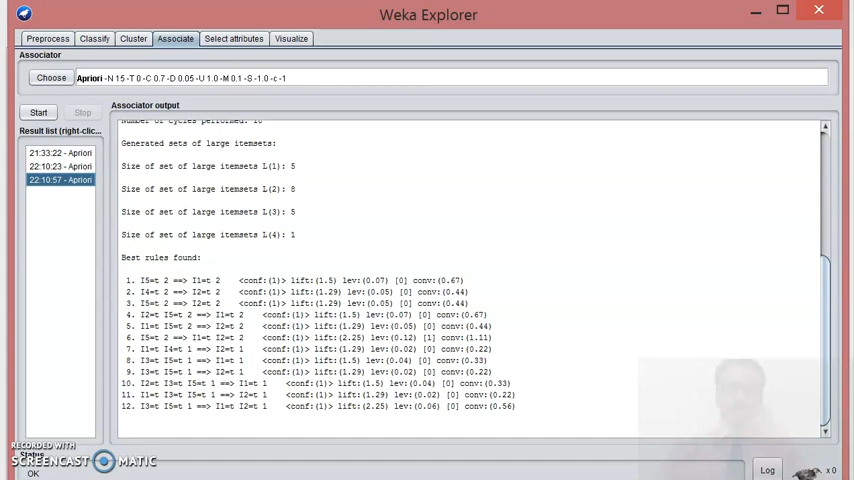 Weka Explorer
Preprocess Classify Cluster Associate Select attributes Visualize
Associator
Choose Apriori -N 15 -T 0 -C 0.7 -D 0.05 -U 1.0 -M 0.1 -S -1.0 -c -1
Start Stop
Associator output
Result list (right-clic...
21:33:22 - Apriori
22:10:23 - Apriori
22:10:57 - Apriori
Number of cycles performed:
Generated sets of large itemsets:
Size of set of large itemsets L(1): 5
Size of set of large itemsets L(2): 8
Size of set of large itemsets L(3): 5
Size of set of large itemsets L(4): 1
Best rules found:
1. I5=t 2 ==> I1=t 2 <conf:(1)> lift:(1.5) lev:(0.07) [0] conv:(0.67)
2. I4=t 2 ==> I2=t 2 <conf:(1)> lift:(1.29) lev:(0.05) [0] conv:(0.44)
3. I5=t 2 ==> I2=t 2 <conf:(1)> lift:(1.29) lev:(0.05) [0] conv:(0.44)
4. I2=t I5=t 2 ==> I1=t 2 <conf:(1)> lift:(1.5) lev:(0.07) [0] conv:(0.67)
5. I1=t I5=t 2 ==> I2=t 2 <conf:(1)> lift:(1.29) lev:(0.05) [0] conv:(0.44)
6. I5=t 2 ==> I1=t I2=t 2 <conf:(1)> lift:(2.25) lev:(0.12) [1] conv:(1.11)
7. I1=t I4=t 1 ==> I2=t 1 <conf:(1)> lift:(1.29) lev:(0.02) [0] conv:(0.22)
8. I3=t I5=t 1 ==> I1=t 1 <conf:(1)> lift:(1.5) lev:(0.04) [0] conv:(0.33)
9. I3=t I5=t 1 ==> I2=t 1 <conf:(1)> lift:(1.29) lev:(0.02) [0] conv:(0.22)
10. I2=t I3=t I5=t 1 ==> I1=t 1 <conf:(1)> lift:(1.5) lev:(0.04) [0] conv:(0.33)
11. I1=t I3=t I5=t 1 ==> I2=t 1 <conf:(1)> lift:(1.29) lev:(0.02) [0] conv:(0.22)
12. I3=t I5=t 1 ==> I1=t I2=t 1 <conf:(1)> lift:(2.25) lev:(0.06) [0] conv:(0.56)
RECORDED WITH
SCREENCAST MATIC
Status
OK
Log
x 0